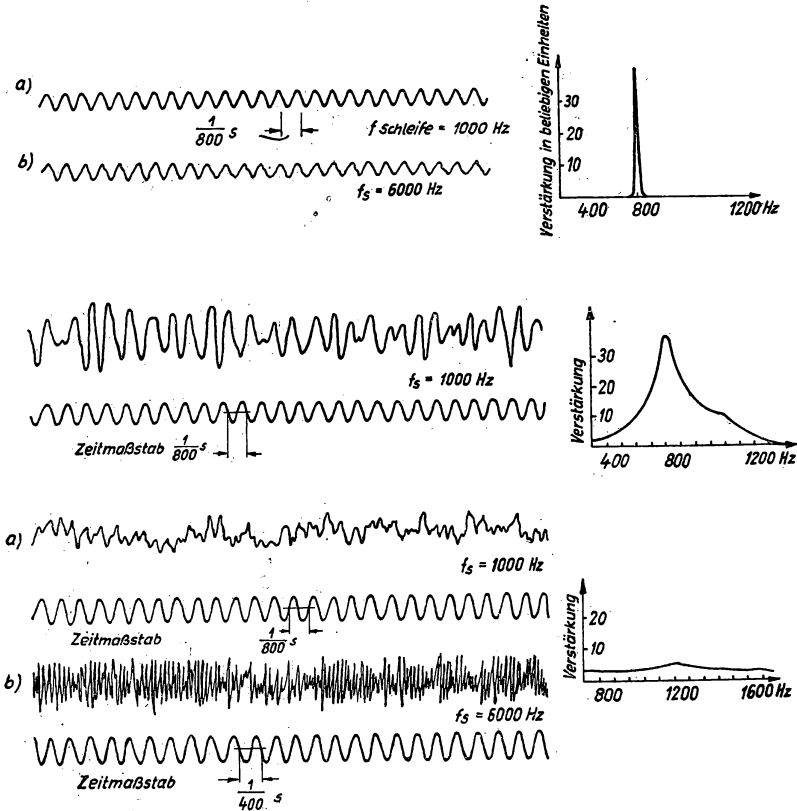 a)
1/800 s
f schleife = 1000 Hz
b)
fs = 6000 Hz
Verstärkung in beliebigen Einheiten
30
20
10
400 800 1200 Hz
fs = 1000 Hz
Zeitmaßstab 1/800 s
Verstärkung
30
20
10
400 800 1200 Hz
a)
fs = 1000 Hz
Zeitmaßstab 1/800 s
b)
fs = 6000 Hz
Zeitmaßstab 1/400 s
Verstärkung
20
10
800 1200 1600 Hz